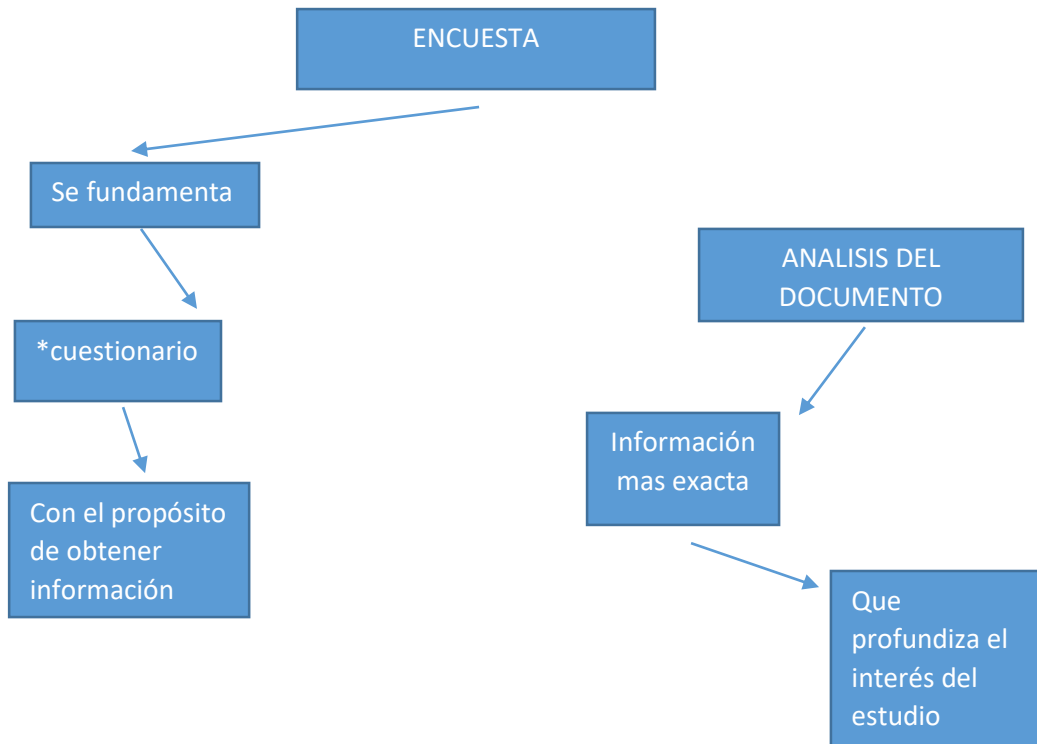 ENCUESTA
Se fundamenta
*cuestionario
Con el propósito
de obtener
información
ANALISIS DEL
DOCUMENTO
Información
mas exacta
Que
profundiza el
interés del
estudio